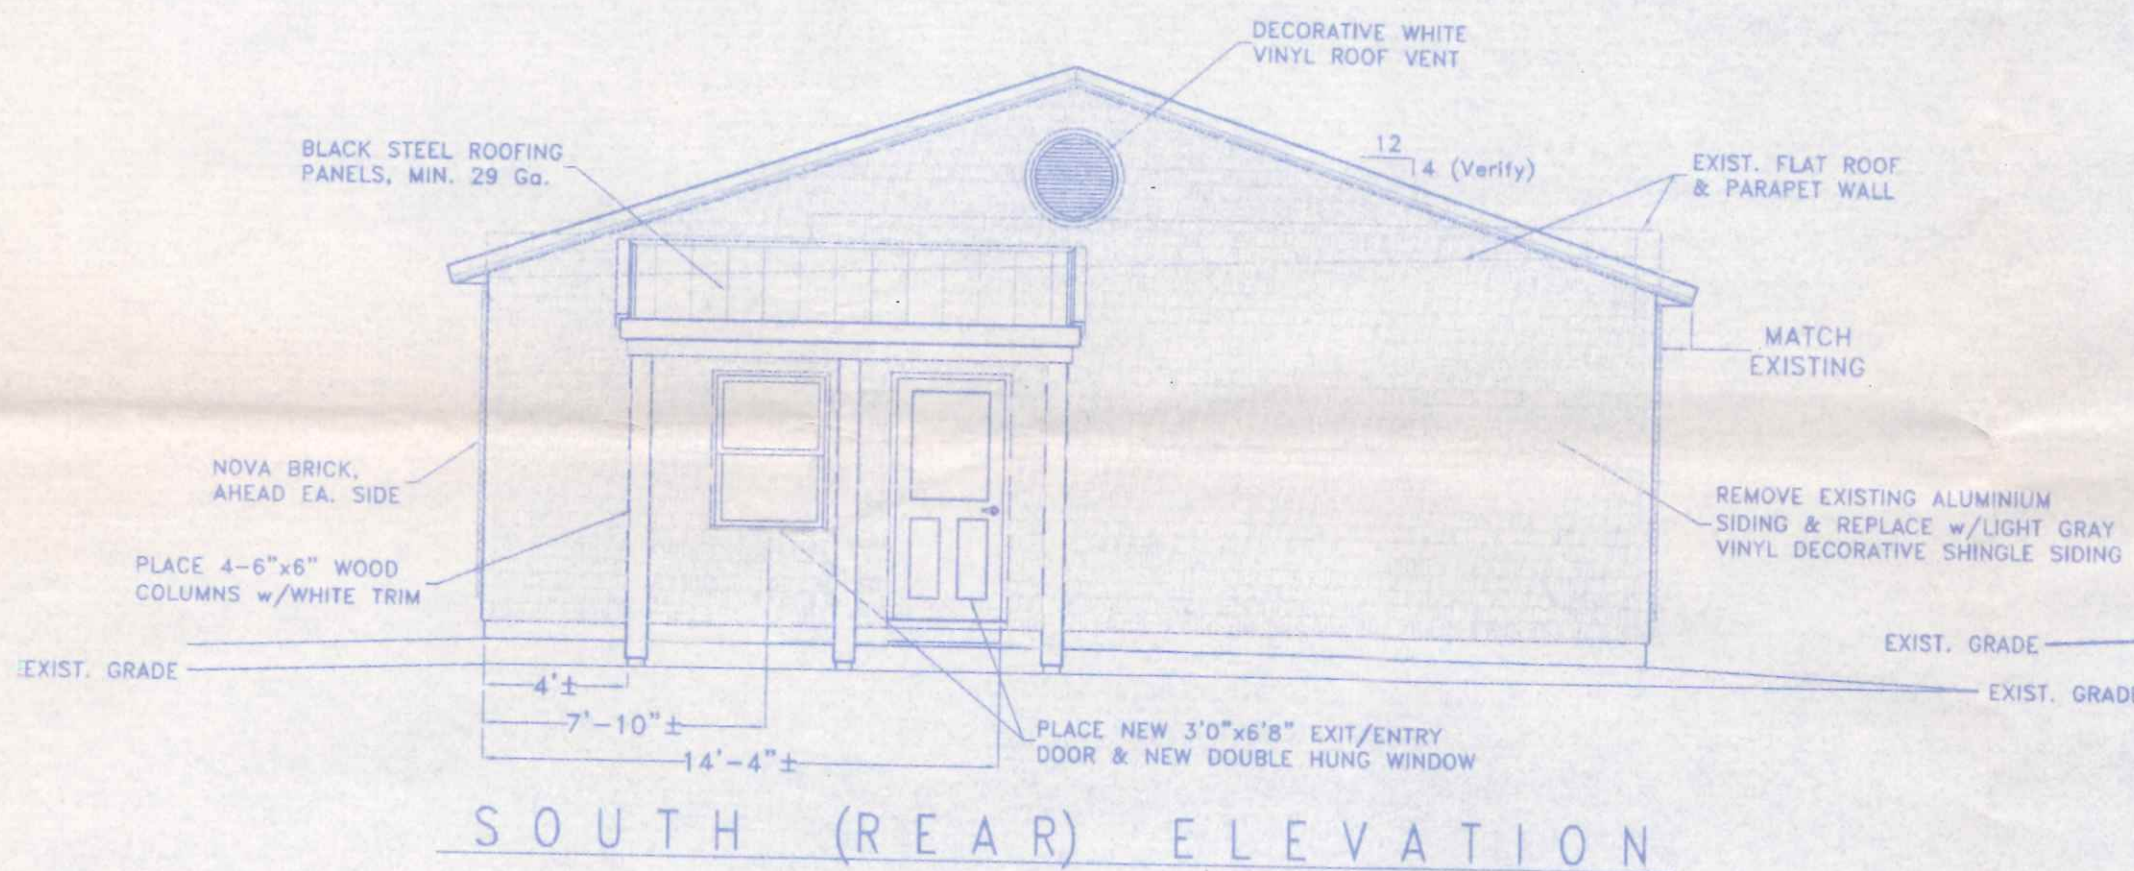 DECORATIVE WHITE
VINYL ROOF VENT
BLACK STEEL ROOFING
PANELS, MIN. 29 Ga.
12
4 (Verify)
EXIST. FLAT ROOF
& PARAPET WALL
MATCH
EXISTING
NOVA BRICK,
AHEAD EA. SIDE
REMOVE EXISTING ALUMINIUM
SIDING & REPLACE w/LIGHT GRAY
VINYL DECORATIVE SHINGLE SIDING
PLACE 4-6"x6" WOOD
COLUMNS w/WHITE TRIM
EXIST. GRADE
EXIST. GRADE
EXIST. GRADE
4'±
7'-10"±
14'-4"±
PLACE NEW 3'0"x6'8" EXIT/ENTRY
DOOR & NEW DOUBLE HUNG WINDOW
SOUTH (REAR) ELEVATION